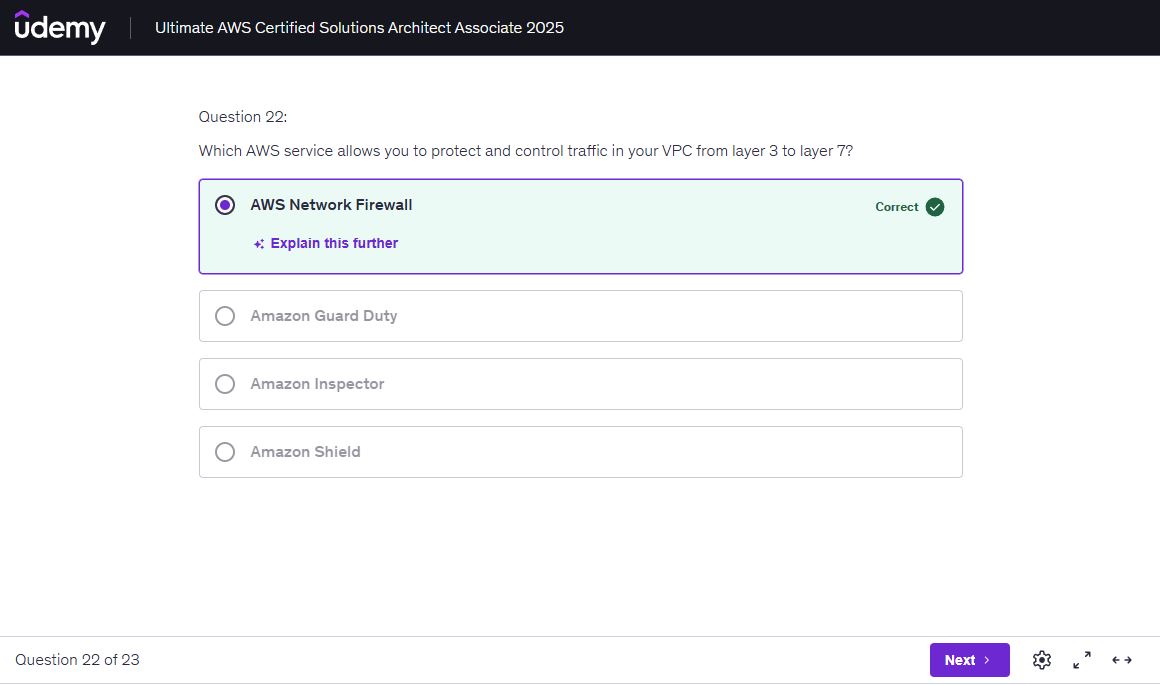 udemy
Ultimate AWS Certified Solutions Architect Associate 2025
Question 22:
Which AWS service allows you to protect and control traffic in your VPC from layer 3 to layer 7?
AWS Network Firewall
Correct
Explain this further
Amazon Guard Duty
Amazon Inspector
Amazon Shield
Question 22 of 23
Next